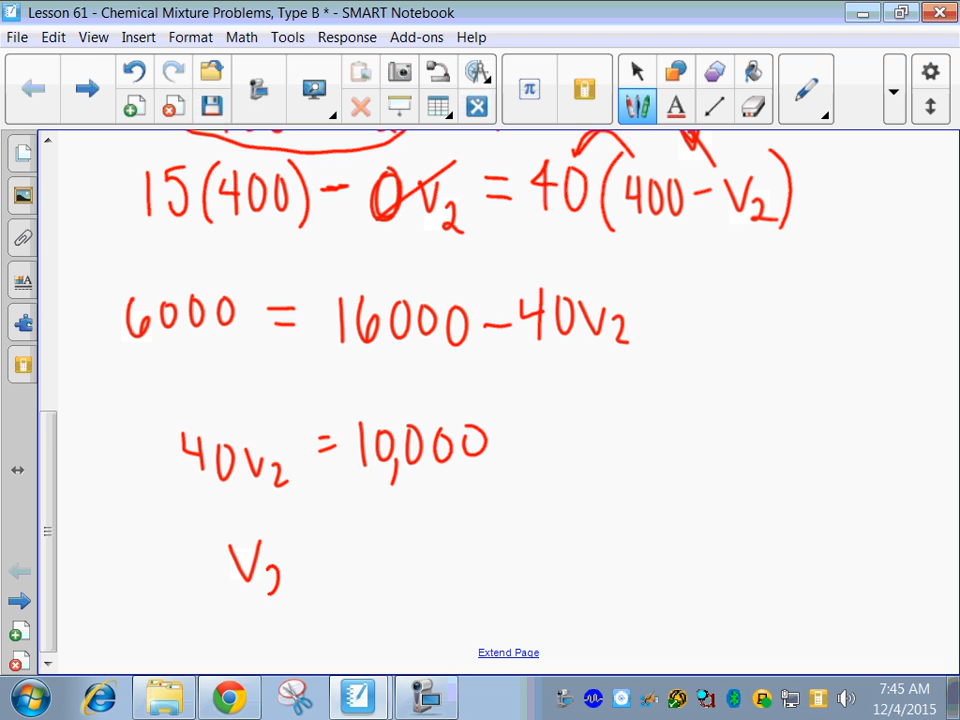 Lesson 61 - Chemical Mixture Problems, Type B * - SMART Notebook
File Edit View Insert Format Math Tools Response Add-ons Help
15(400) - 0V₂ = 40(400 - V₂)
6000 = 16000 - 40V₂
40V₂ = 10,000
V
Extend Page
7:45 AM
12/4/2015